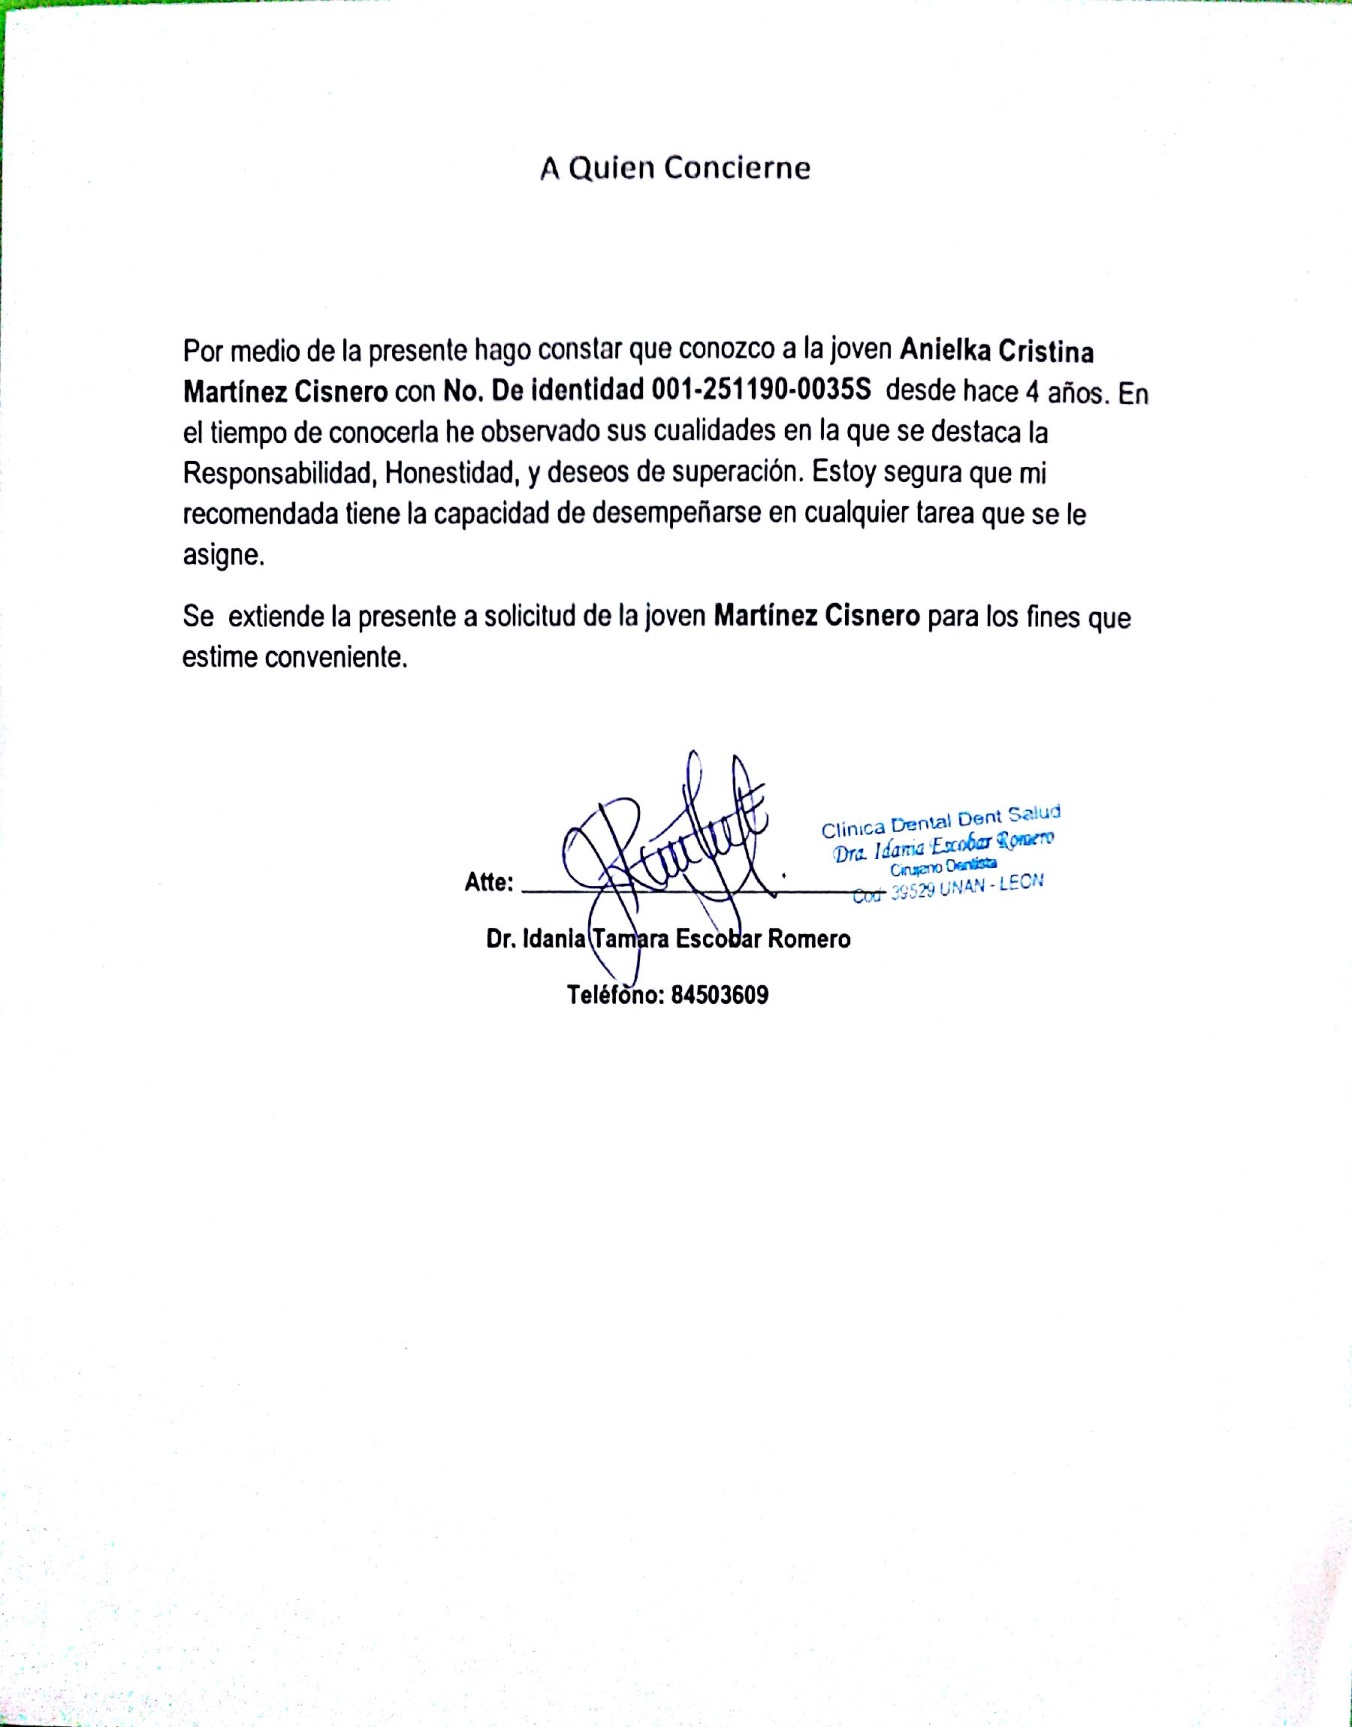 A Quien Concierne
Por medio de la presente hago constar que conozco a la joven Anielka Cristina
Martínez Cisnero con No. De identidad 001-251190-0035S desde hace 4 años. En
el tiempo de conocerla he observado sus cualidades en la que se destaca la
Responsabilidad, Honestidad, y deseos de superación. Estoy segura que mi
recomendada tiene la capacidad de desempeñarse en cualquier tarea que se le
asigne.
Se extiende la presente a solicitud de la joven Martínez Cisnero para los fines que
estime conveniente.
Clinica Dental Dent Salud
Dra. Idania Escobar Romero
Cirujano Dentista
Cod 39529 UNAN - LEON
Atte:
Dr. Idania Tamara Escobar Romero
Teléfono: 84503609